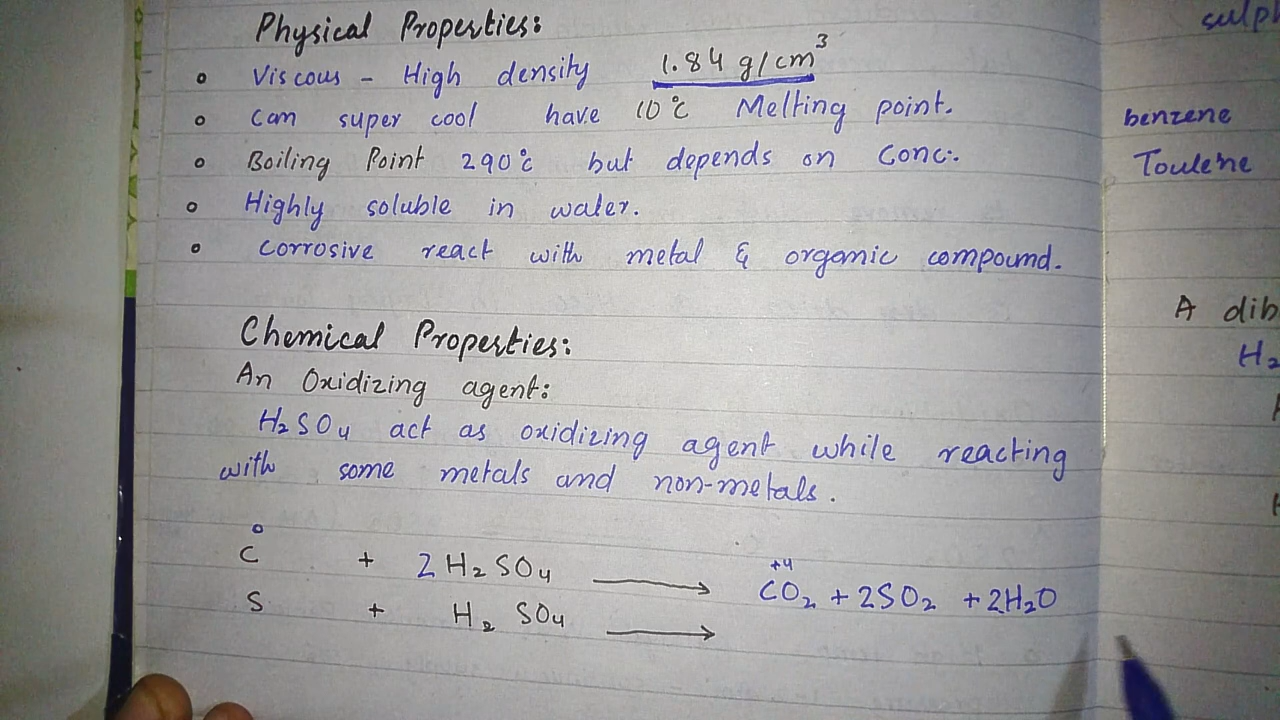 Physical Properties:
Viscous - High density 1.84 g/cm³
Can super cool have 10°C Melting point.
Boiling Point 290°C but depends on Conc:.
Highly soluble in water.
Corrosive react with metal & organic compound.
Chemical Properties:
An Oxidizing agent:
H₂SO₄ act as oxidizing agent while reacting
with some metals and non-metals.
0 +4
C + 2H₂SO₄ → CO₂ + 2SO₂ + 2H₂O
S + H₂SO₄ →
sulph
benzene
Toulene
A dib
H₂